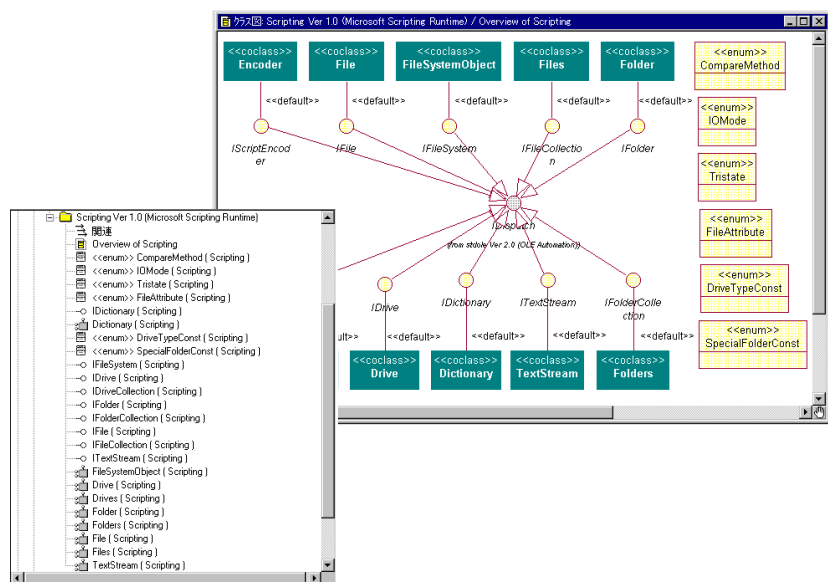 クラス図: Scripting Ver 1.0 (Microsoft Scripting Runtime) / Overview of Scripting
<<coclass>>
Encoder
<<coclass>>
File
<<coclass>>
FileSystemObject
<<coclass>>
Files
<<coclass>>
Folder
<<default>>
<<default>>
<<default>>
<<default>>
<<default>>
IScriptEncod
er
IFile
IFileSystem
IFileCollectio
n
IFolder
IDispatch
(from stdole Ver 2.0 (OLE Automation))
IDrive
IDictionary
ITextStream
IFolderColle
ction
ult>>
<<default>>
<<default>>
<<default>>
<<default>>
<<coclass>>
Drive
<<coclass>>
Dictionary
<<coclass>>
TextStream
<<coclass>>
Folders
<<enum>>
CompareMethod
<<enum>>
IOMode
<<enum>>
Tristate
<<enum>>
FileAttribute
<<enum>>
DriveTypeConst
<<enum>>
SpecialFolderConst
Scripting Ver 1.0 (Microsoft Scripting Runtime)
関連
Overview of Scripting
<<enum>> CompareMethod ( Scripting )
<<enum>> IOMode ( Scripting )
<<enum>> Tristate ( Scripting )
<<enum>> FileAttribute ( Scripting )
IDictionary ( Scripting )
Dictionary ( Scripting )
<<enum>> DriveTypeConst ( Scripting )
<<enum>> SpecialFolderConst ( Scripting )
IFileSystem ( Scripting )
IDrive ( Scripting )
IDriveCollection ( Scripting )
IFolder ( Scripting )
IFolderCollection ( Scripting )
IFile ( Scripting )
IFileCollection ( Scripting )
ITextStream ( Scripting )
FileSystemObject ( Scripting )
Drive ( Scripting )
Drives ( Scripting )
Folder ( Scripting )
Folders ( Scripting )
File ( Scripting )
Files ( Scripting )
TextStream ( Scripting )